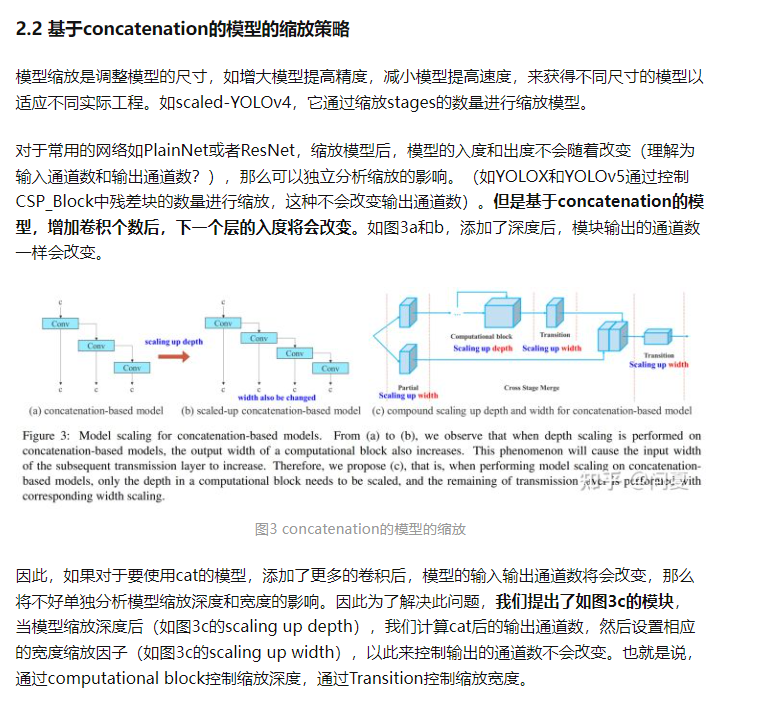 2.2 基于concatenation的模型的缩放策略
模型缩放是调整模型的尺寸，如增大模型提高精度，减小模型提高速度，来获得不同尺寸的模型以
适应不同实际工程。如scaled-YOLOv4，它通过缩放stages的数量进行缩放模型。
对于常用的网络如PlainNet或者ResNet，缩放模型后，模型的入度和出度不会随着改变（理解为
输入通道数和输出通道数？），那么可以独立分析缩放的影响。（如YOLOX和YOLOv5通过控制
CSP_Block中残差块的数量进行缩放，这种不会改变输出通道数）。但是基于concatenation的模
型，增加卷积个数后，下一个层的入度将会改变。如图3a和b，添加了深度后，模块输出的通道数
一样会改变。
c
Conv
Conv
Conv
c c c
scaling up depth
c
Conv
Conv
Conv
Conv
c c c c
width also be changed
...
Computational block
Scaling up depth
Transition
Scaling up width
Partial
Scaling up width
Cross Stage Merge
Transition
Scaling up width
(a) concatenation-based model
(b) scaled-up concatenation-based model
(c) compound scaling up depth and width for concatenation-based model
Figure 3: Model scaling for concatenation-based models. From (a) to (b), we observe that when depth scaling is performed on
concatenation-based models, the output width of a computational block also increases. This phenomenon will cause the input width
of the subsequent transmission layer to increase. Therefore, we propose (c), that is, when performing model scaling on concatenation-
based models, only the depth in a computational block needs to be scaled, and the remaining of transmission layer is performed with
corresponding width scaling.
图3 concatenation的模型的缩放
因此，如果对于要使用cat的模型，添加了更多的卷积后，模型的输入输出通道数将会改变，那么
将不好单独分析模型缩放深度和宽度的影响。因此为了解决此问题，我们提出了如图3c的模块，
当模型缩放深度后（如图3c的scaling up depth），我们计算cat后的输出通道数，然后设置相应
的宽度缩放因子（如图3c的scaling up width），以此来控制输出的通道数不会改变。也就是说，
通过computational block控制缩放深度，通过Transition控制缩放宽度。